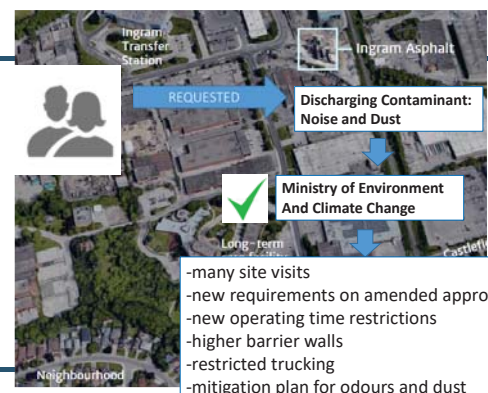 Ingram
Transfer
Station
Ingram Asphalt
REQUESTED
Discharging Contaminant:
Noise and Dust
Ministry of Environment
And Climate Change
Long-term
-many site visits
-new requirements on amended appro
-new operating time restrictions
-higher barrier walls
-restricted trucking
-mitigation plan for odours and dust
Neighbourhood